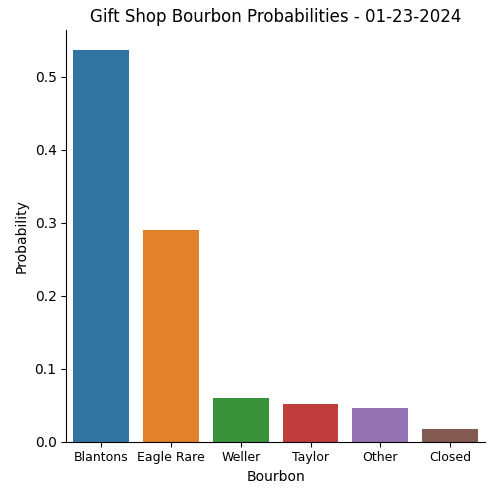 Gift Shop Bourbon Probabilities - 01-23-2024
Probability
0.5
0.4
0.3
0.2
0.1
0.0
Blantons Eagle Rare Weller Taylor Other Closed
Bourbon